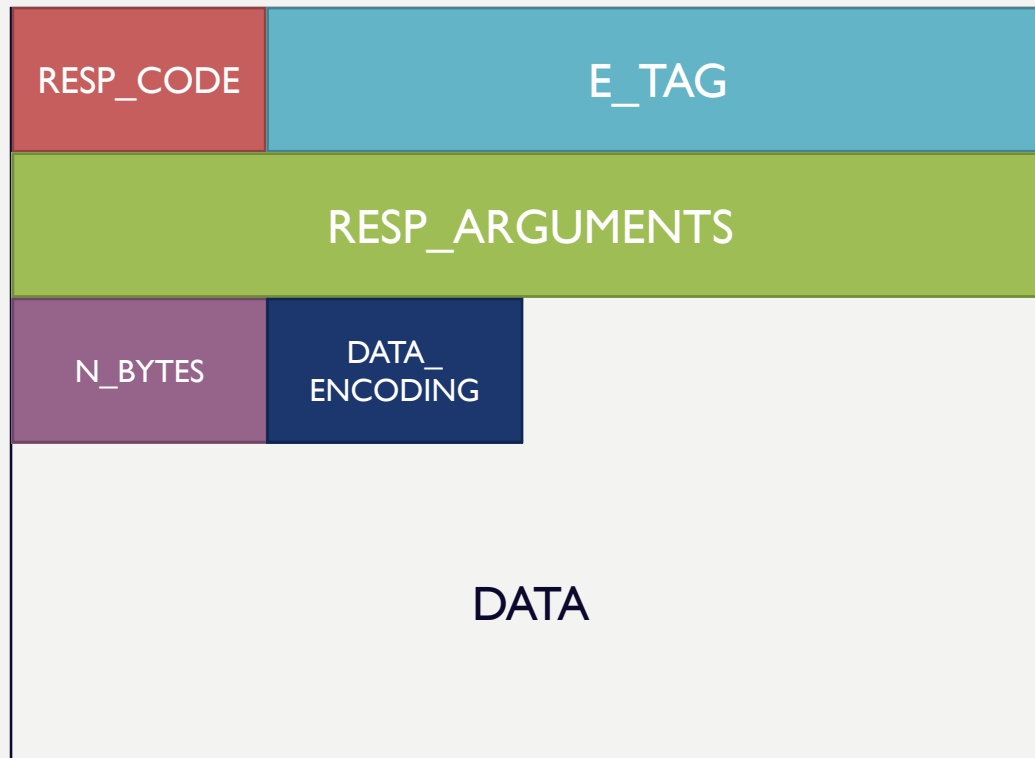 RESP_CODE
E_TAG
RESP_ARGUMENTS
N_BYTES
DATA_
ENCODING
DATA